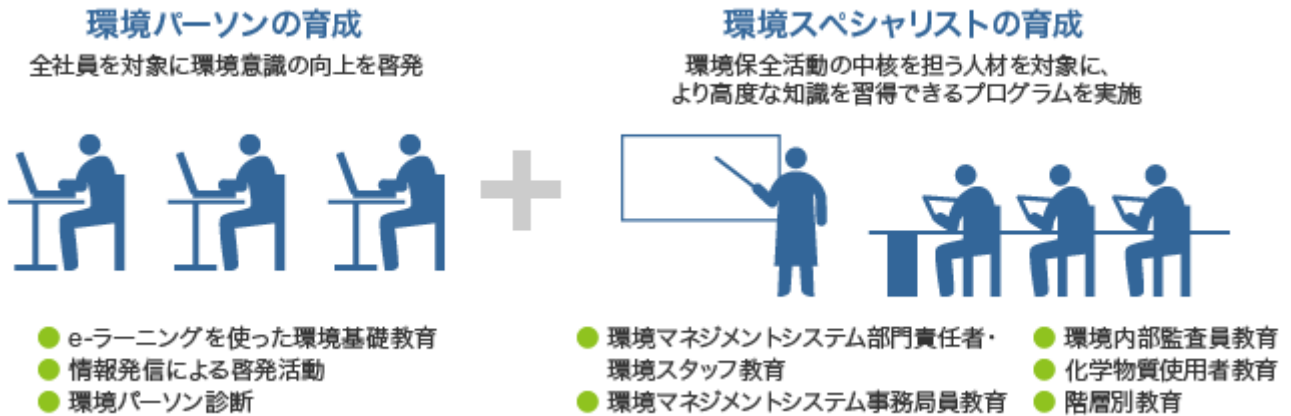 環境パーソンの育成
全社員を対象に環境意識の向上を啓発
e-ラーニングを使った環境基礎教育
情報発信による啓発活動
環境パーソン診断
環境スペシャリストの育成
環境保全活動の中核を担う人材を対象に、
より高度な知識を習得できるプログラムを実施
環境マネジメントシステム部門責任者・
環境スタッフ教育
環境マネジメントシステム事務局員教育
環境内部監査員教育
化学物質使用者教育
階層別教育